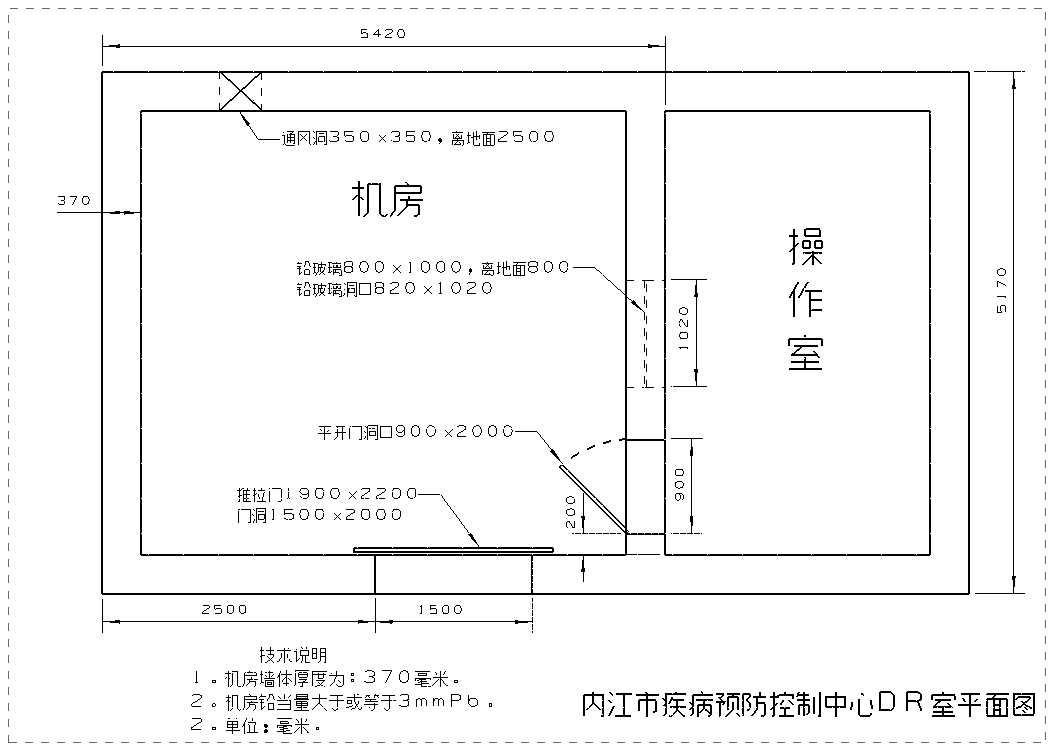 5420
通风洞350×350，离地面2500
370
机房
操作室
铅玻璃800×1000，离地面800
铅玻璃洞口820×1020
5170
1020
平开门洞口900×2000
900
推拉门1900×2200
门洞1500×2000
200
2500
1500
技术说明
1。机房墙体厚度为：370毫米。
2。机房铅当量大于或等于3mmPb。
2。单位：毫米。
内江市疾病预防控制中心DR室平面图